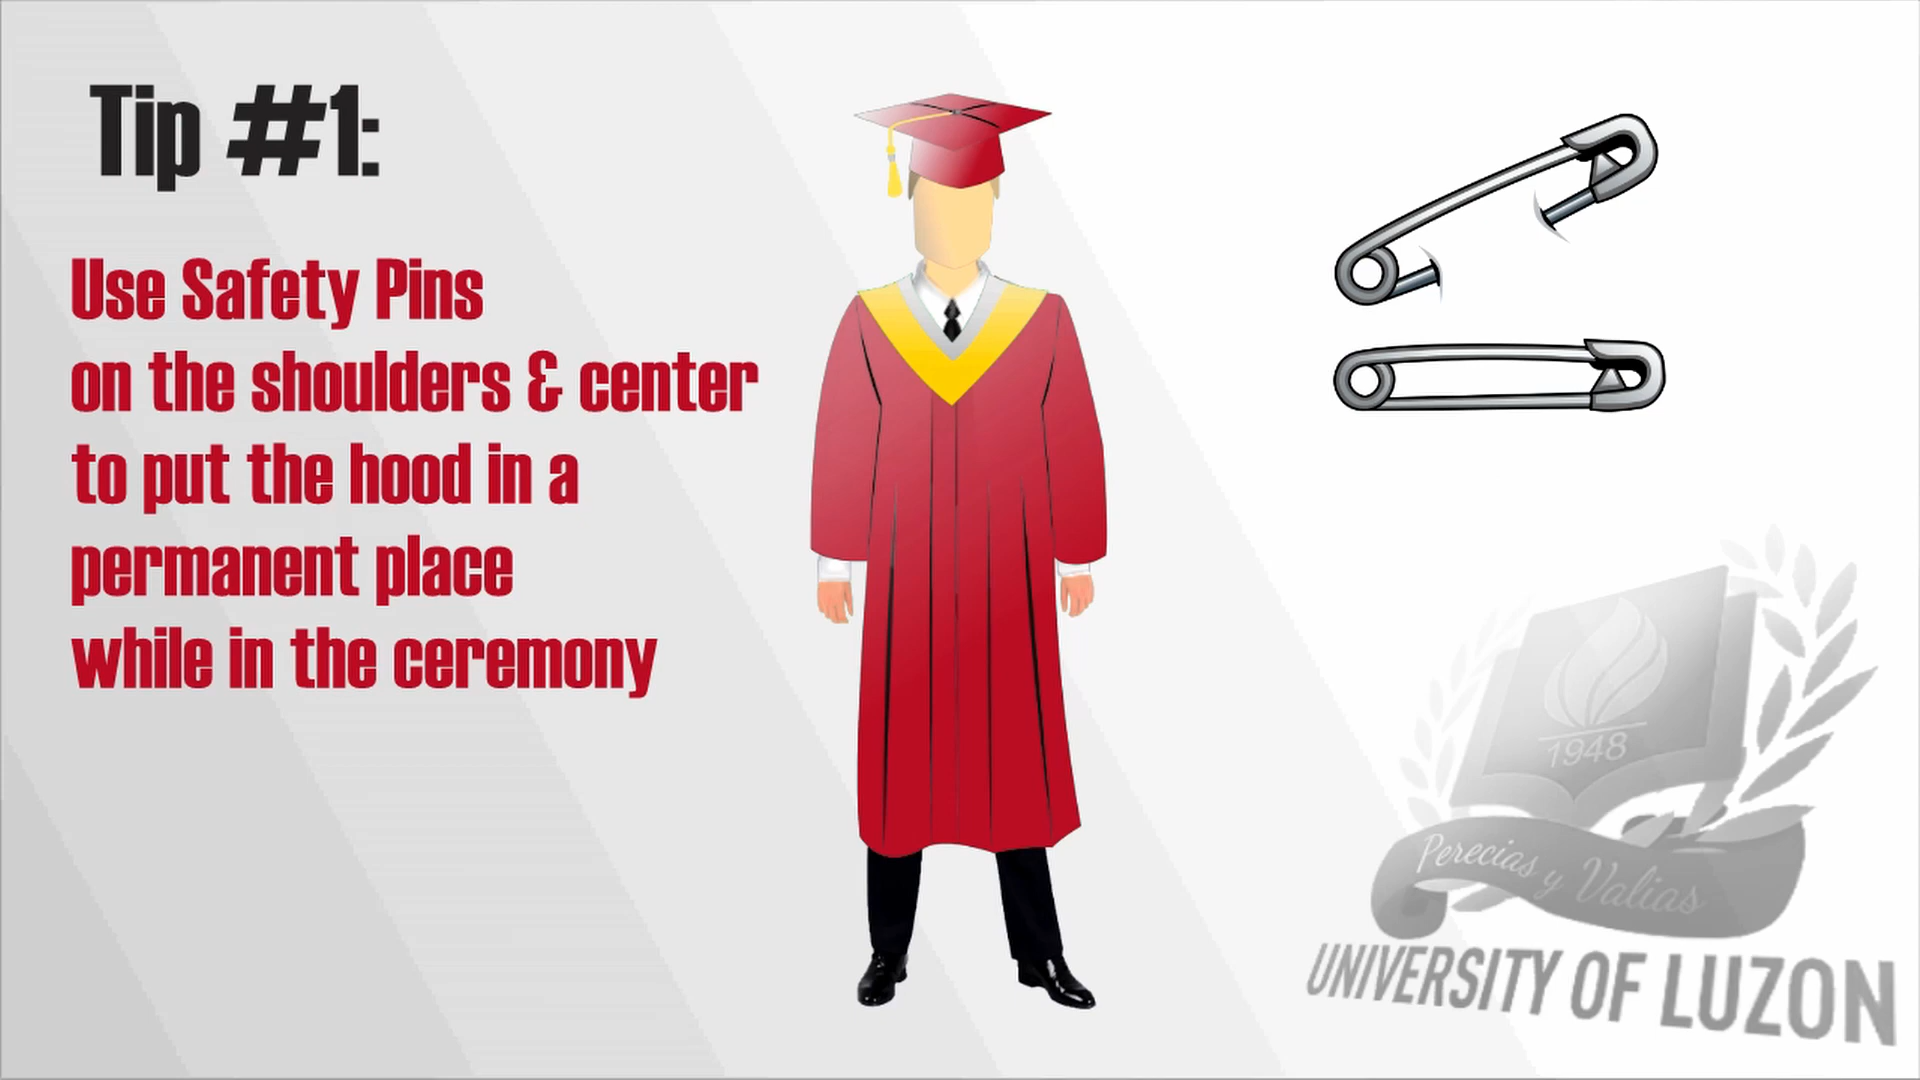 Tip #1:
Use Safety Pins
on the shoulders & center
to put the hood in a
permanent place
while in the ceremony
1948
Perecias y Valias
UNIVERSITY OF LUZON